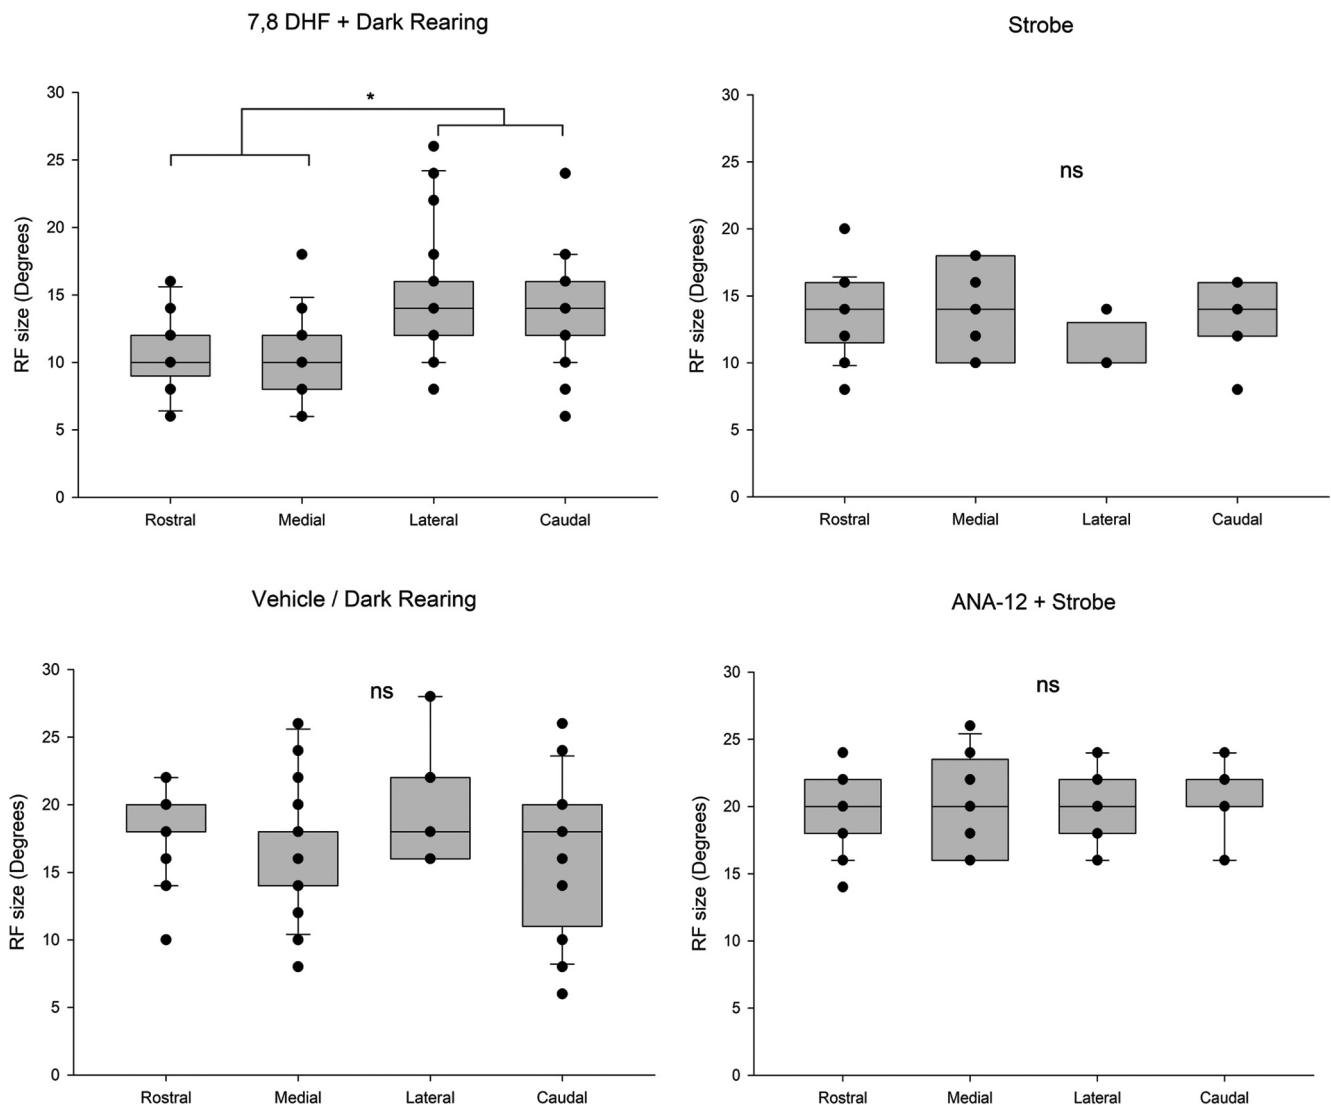 7,8 DHF + Dark Rearing
RF size (Degrees)
30
25
20
15
10
5
0
*
Rostral Medial Lateral Caudal
Strobe
RF size (Degrees)
30
25
20
15
10
5
0
ns
Rostral Medial Lateral Caudal
Vehicle / Dark Rearing
RF size (Degrees)
30
25
20
15
10
5
0
ns
Rostral Medial Lateral Caudal
ANA-12 + Strobe
RF size (Degrees)
30
25
20
15
10
5
0
ns
Rostral Medial Lateral Caudal